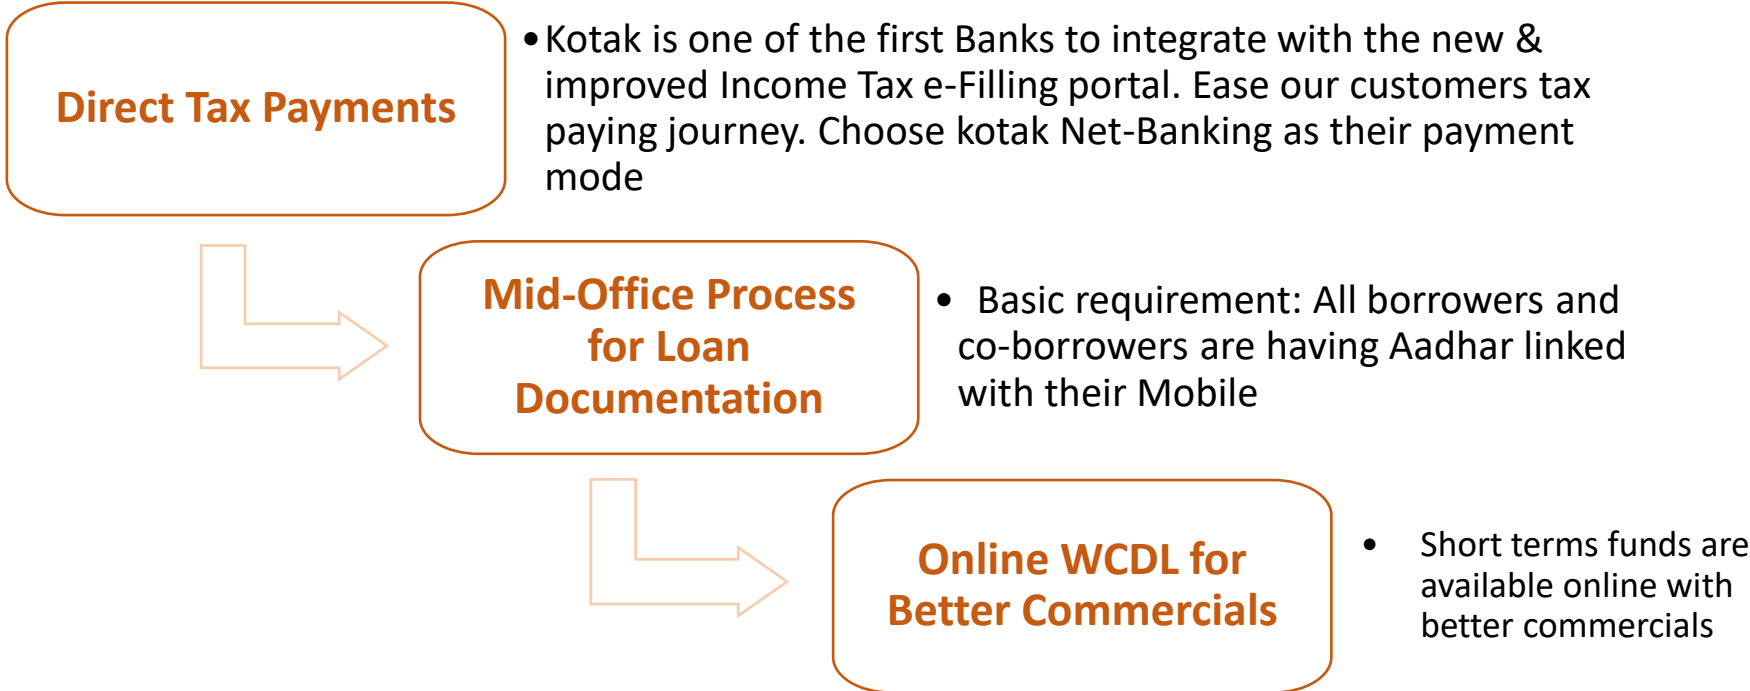 Direct Tax Payments
•Kotak is one of the first Banks to integrate with the new &
improved Income Tax e-Filling portal. Ease our customers tax
paying journey. Choose kotak Net-Banking as their payment
mode
Mid-Office Process
for Loan
Documentation
• Basic requirement: All borrowers and
co-borrowers are having Aadhar linked
with their Mobile
Online WCDL for
Better Commercials
• Short terms funds are
available online with
better commercials